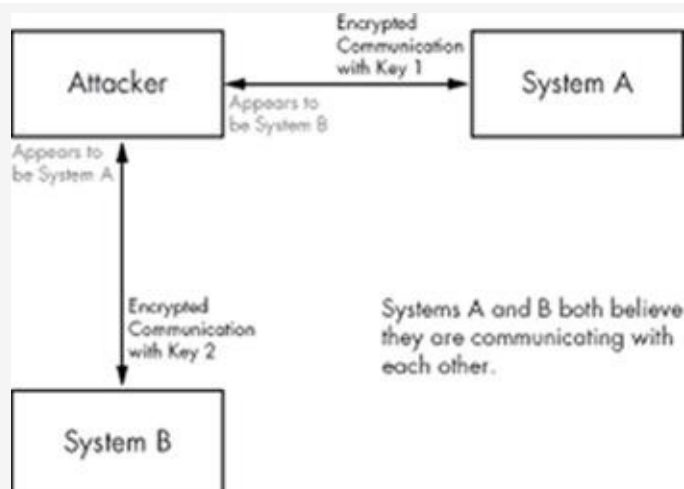 Encrypted
Communication
with Key 1
Attacker
System A
Appears to
be System B
Appears to
be System A
Encrypted
Communication
with Key 2
Systems A and B both believe
they are communicating with
each other.
System B